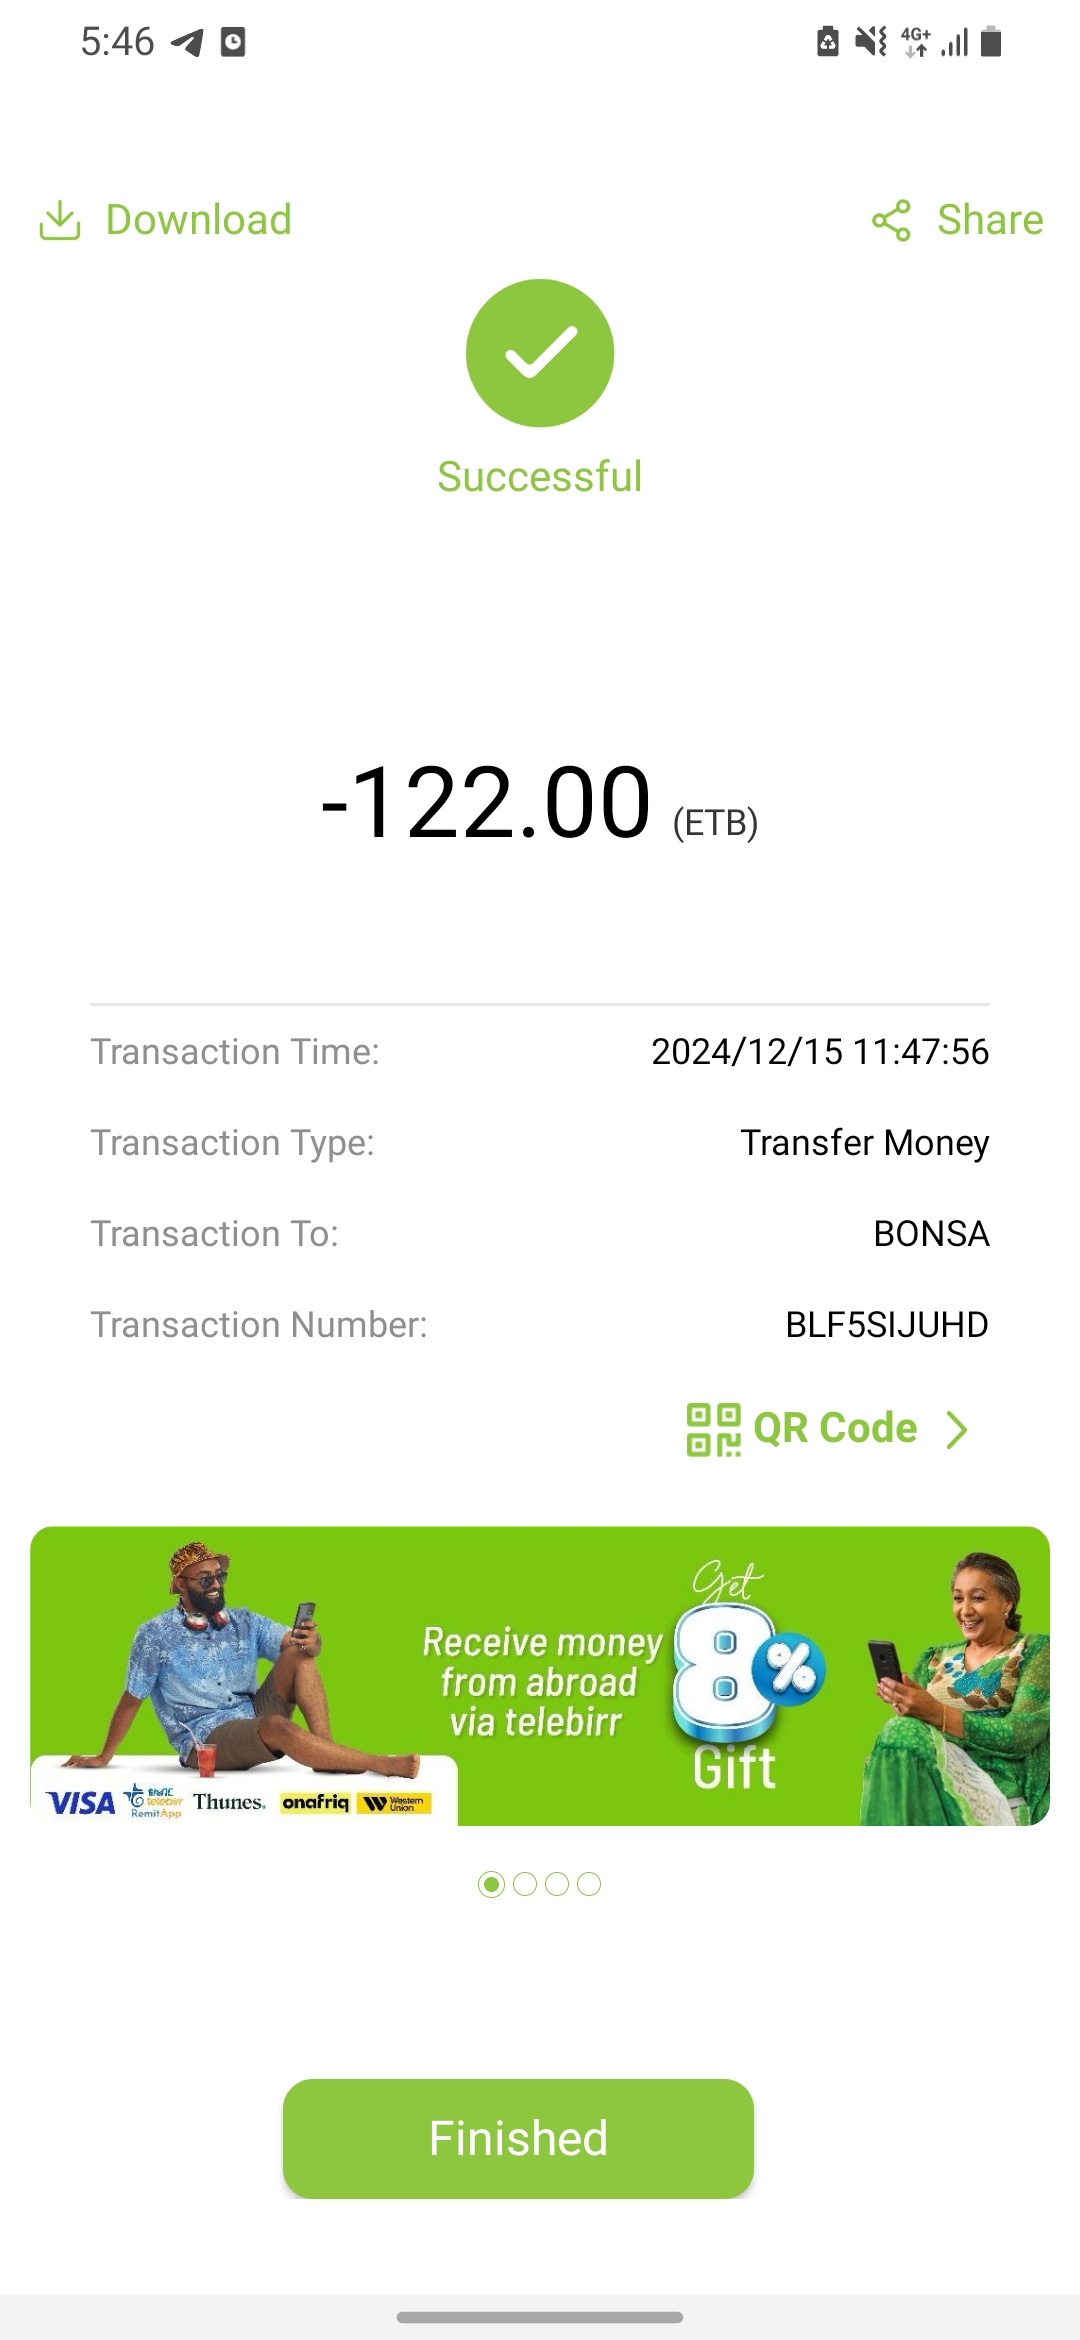 5:46
4G+
Download
Share
Successful
-122.00 (ETB)
Transaction Time: 2024/12/15 11:47:56
Transaction Type: Transfer Money
Transaction To: BONSA
Transaction Number: BLF5SIJUHD
QR Code
Receive money
from abroad
via telebirr
Get
8%
Gift
VISA
telebirr
RemitApp
Thunes.
onafriq
Western
Union
Finished